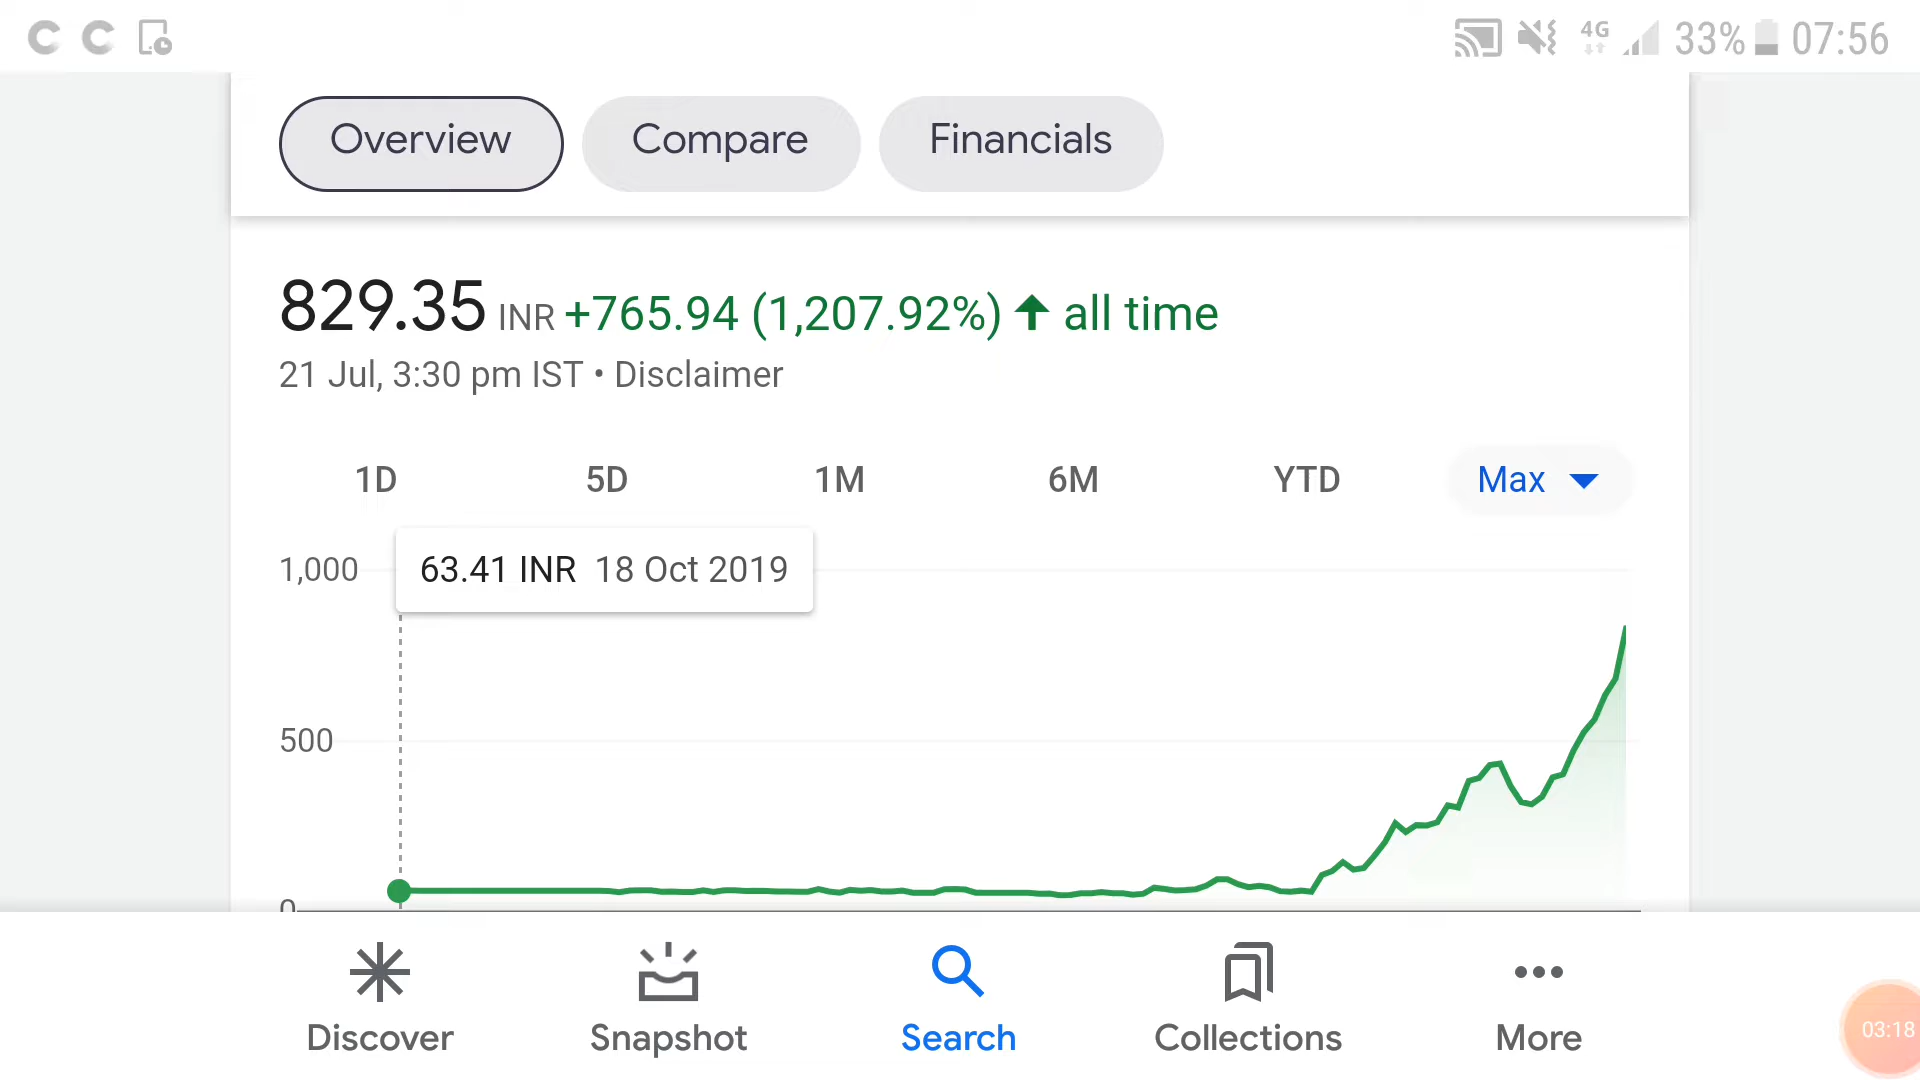 4G 33% 07:56
Overview Compare Financials
829.35 INR +765.94 (1,207.92%) ↑ all time
21 Jul, 3:30 pm IST • Disclaimer
1D 5D 1M 6M YTD Max
1,000
63.41 INR 18 Oct 2019
500
0
Discover Snapshot Search Collections More
03:18